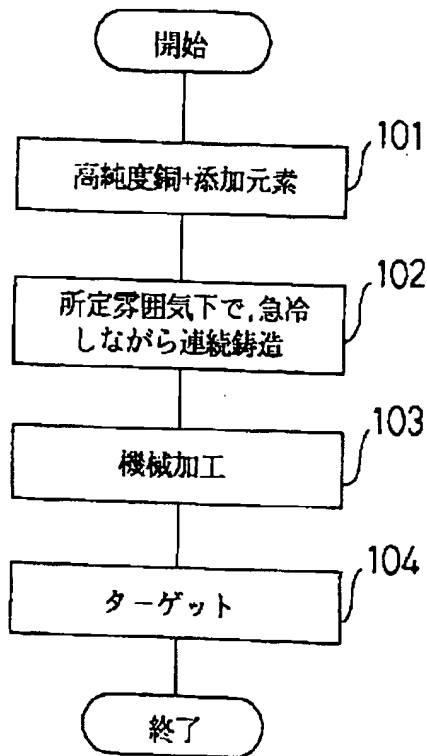 開始
101
高純度銅+添加元素
102
所定雰囲気下で,急冷
しながら連続鋳造
103
機械加工
104
ターゲット
終了